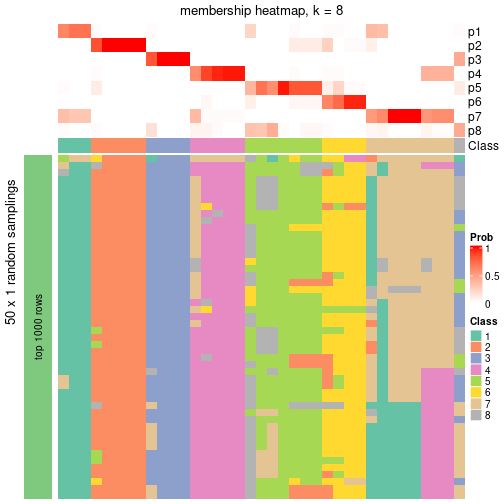 membership heatmap, k = 8
p1
p2
p3
p4
p5
p6
p7
p8
Class
50 x 1 random samplings
top 1000 rows
Prob
1
0.5
0
Class
1
2
3
4
5
6
7
8